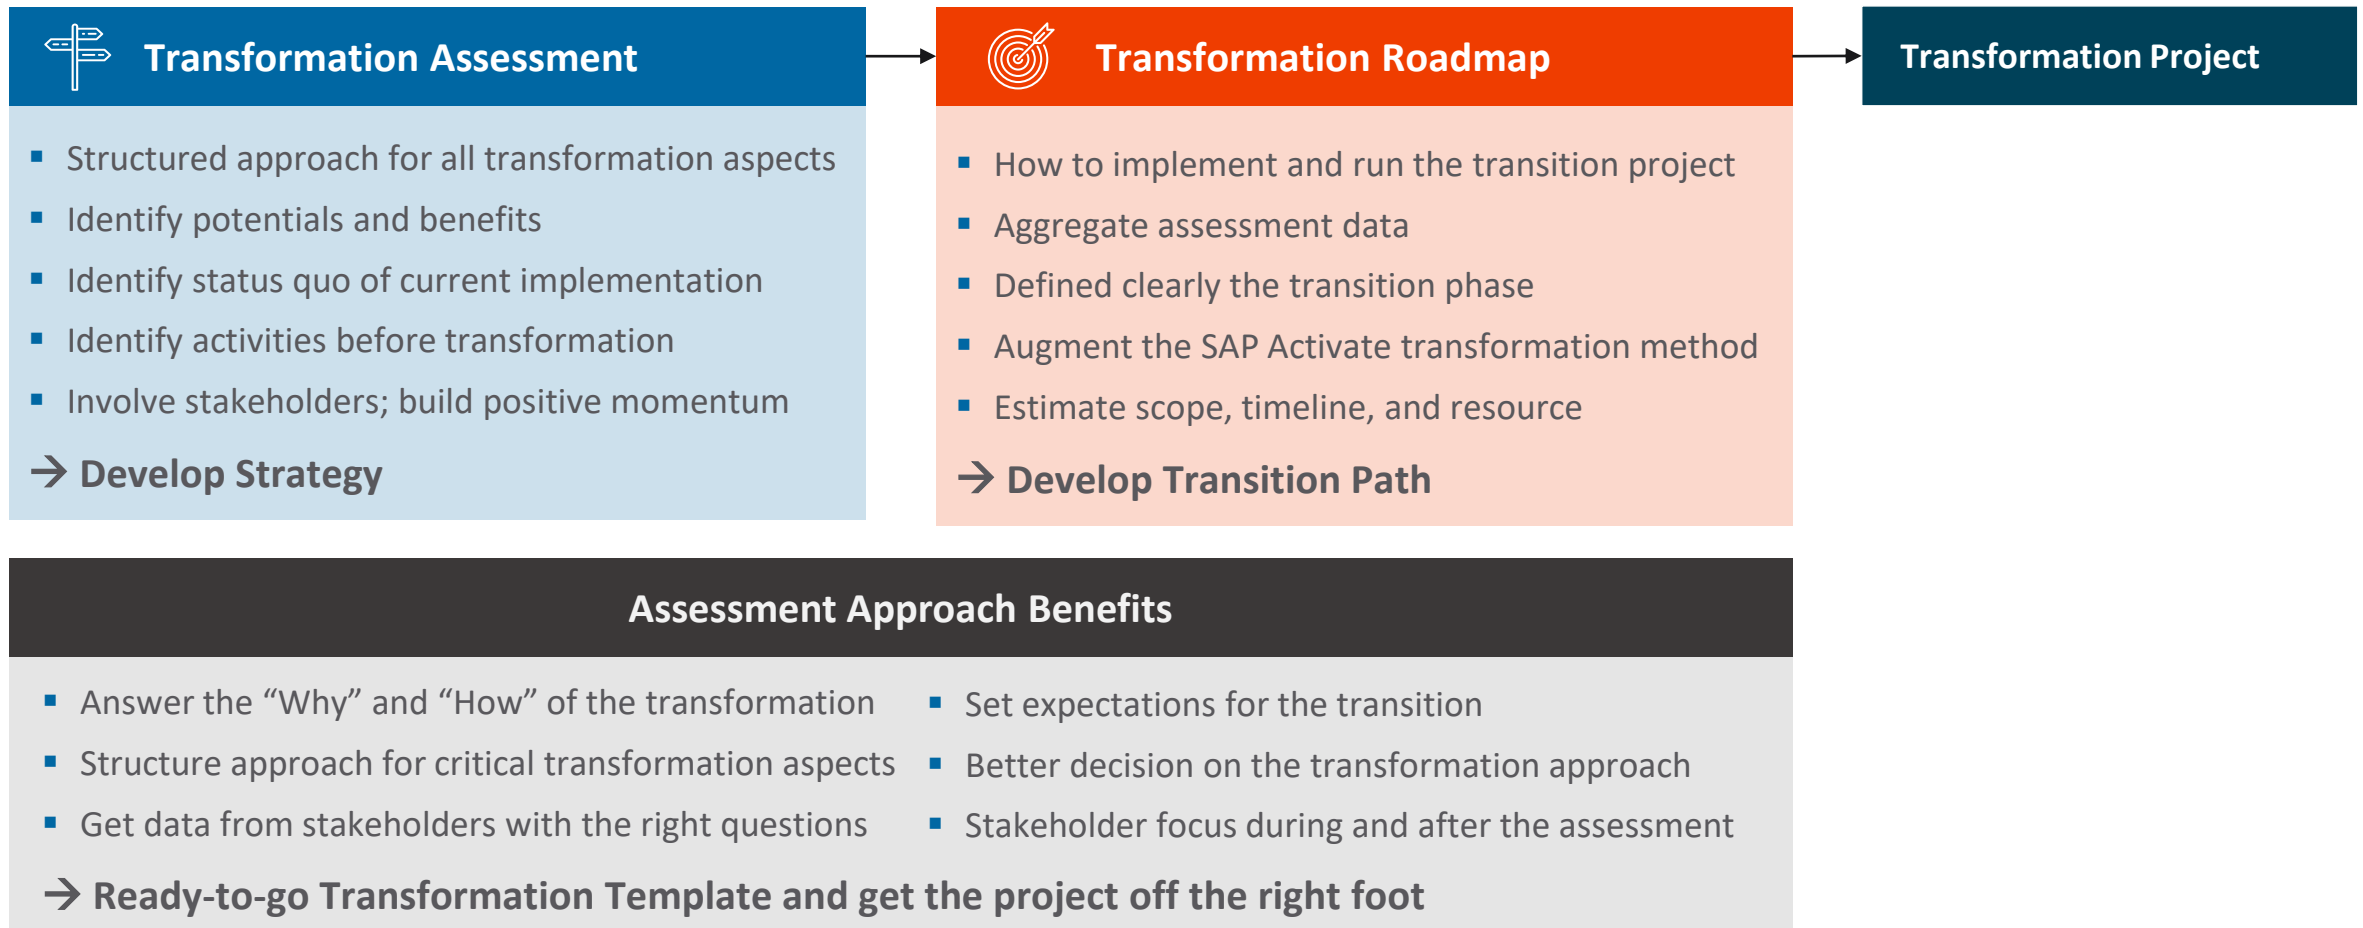 Transformation Assessment
Structured approach for all transformation aspects
Identify potentials and benefits
Identify status quo of current implementation
Identify activities before transformation
Involve stakeholders; build positive momentum
→ Develop Strategy
Transformation Roadmap
How to implement and run the transition project
Aggregate assessment data
Defined clearly the transition phase
Augment the SAP Activate transformation method
Estimate scope, timeline, and resource
→ Develop Transition Path
Transformation Project
Assessment Approach Benefits
Answer the “Why” and “How” of the transformation
Structure approach for critical transformation aspects
Get data from stakeholders with the right questions
Set expectations for the transition
Better decision on the transformation approach
Stakeholder focus during and after the assessment
→ Ready-to-go Transformation Template and get the project off the right foot